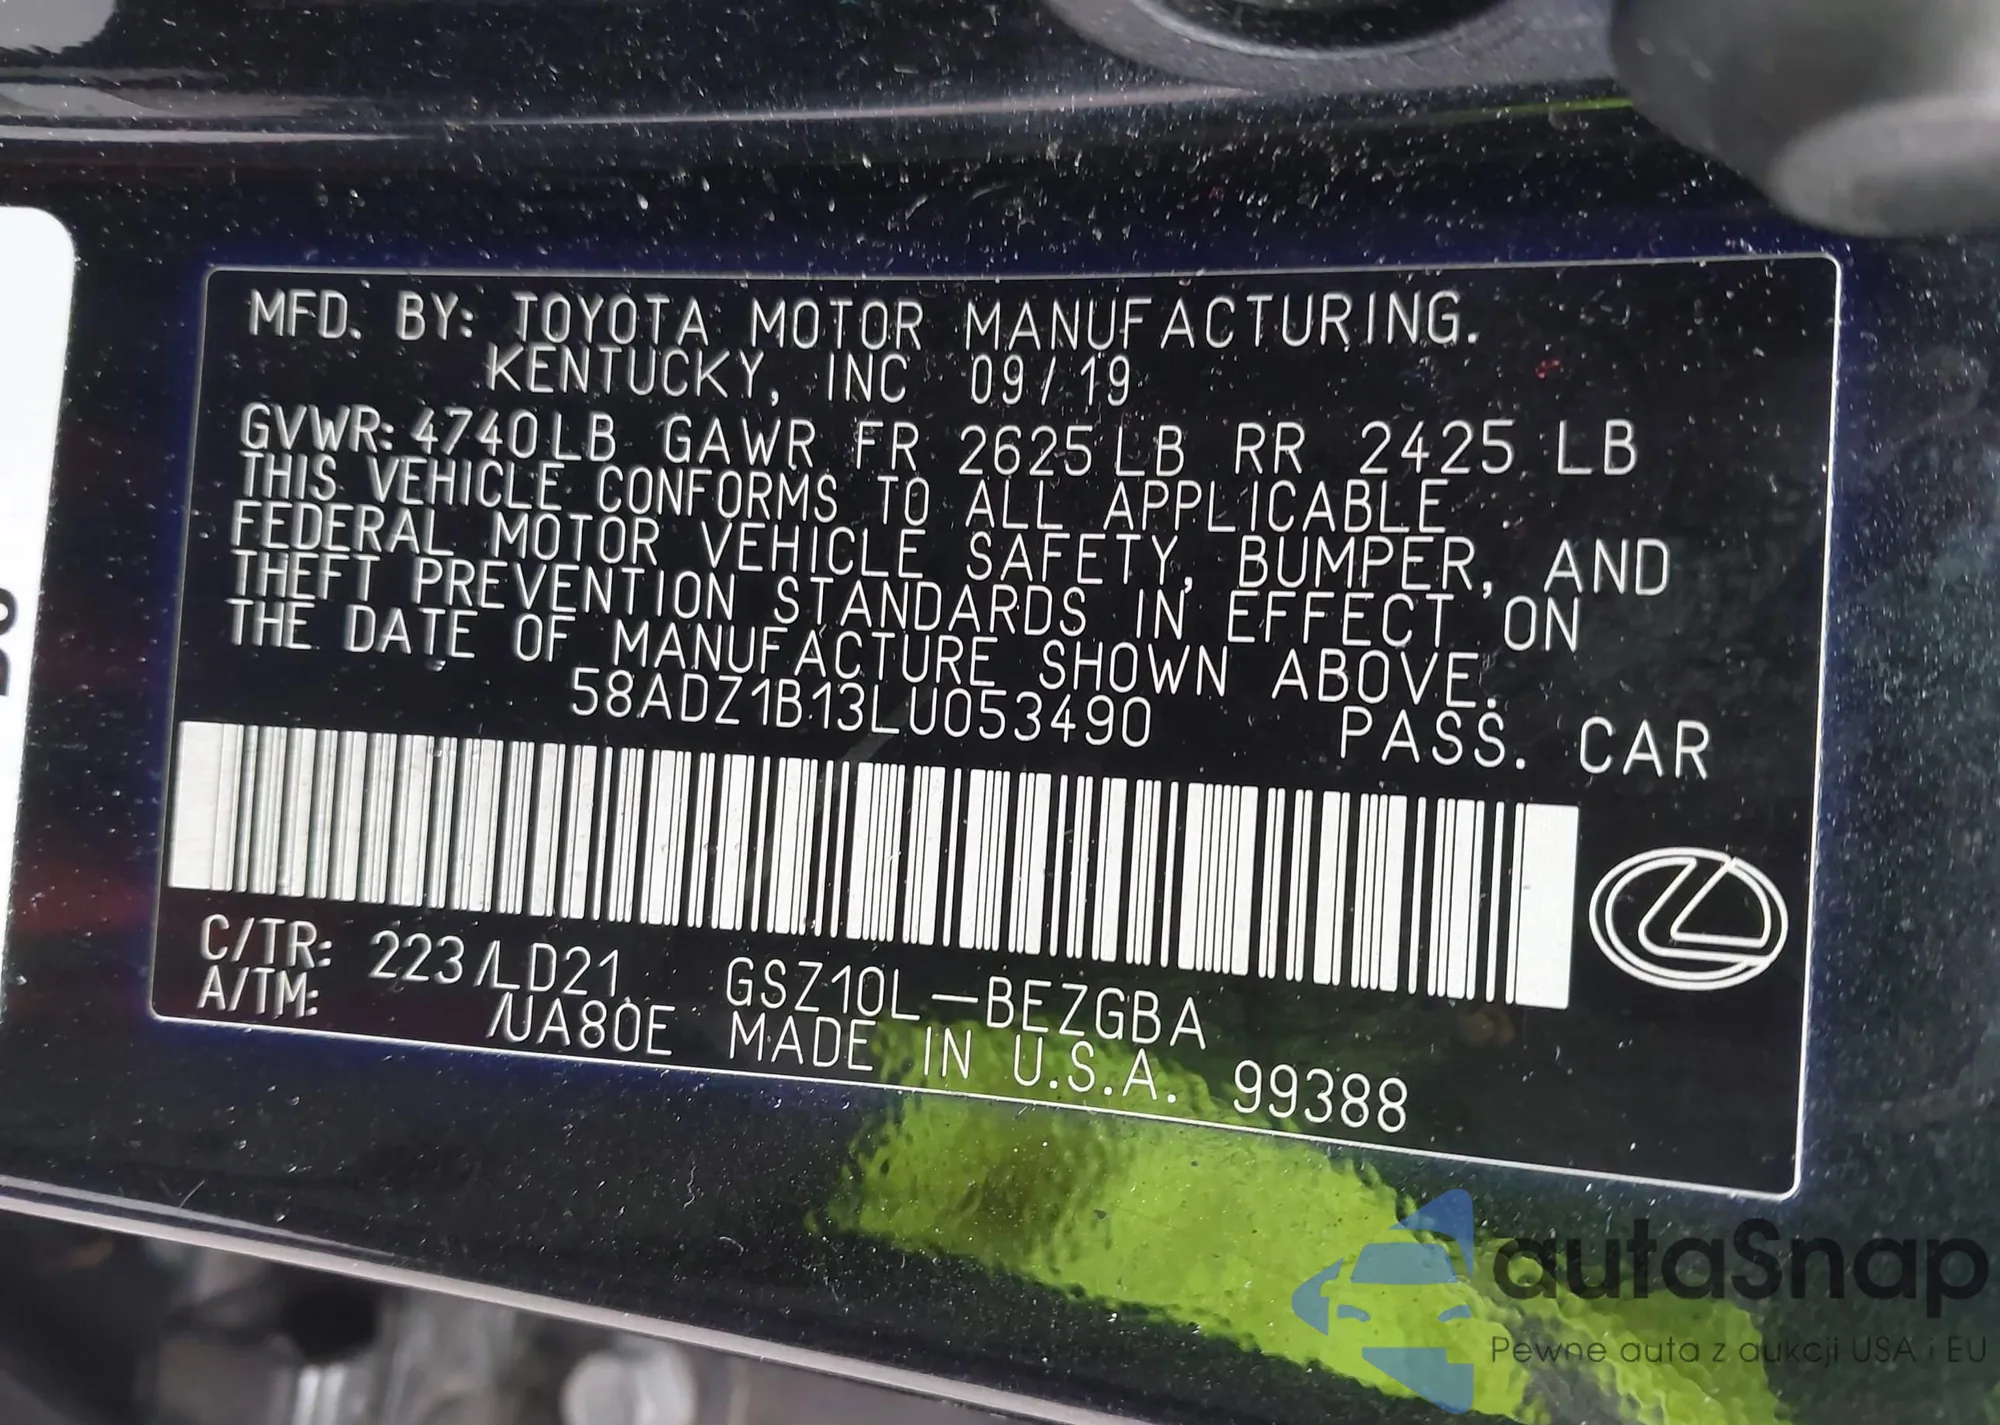 MFD. BY: TOYOTA MOTOR MANUFACTURING.
KENTUCKY, INC 09/19
GVWR: 4740LB GAWR FR 2625LB RR 2425 LB
THIS VEHICLE CONFORMS TO ALL APPLICABLE
FEDERAL MOTOR VEHICLE SAFETY, BUMPER, AND
THEFT PREVENTION STANDARDS IN EFFECT ON
THE DATE OF MANUFACTURE SHOWN ABOVE.
58ADZ1B13LU053490 PASS. CAR
C/TR: 223/LD21 GSZ10L-BEZGBA
A/TM: /UA80E MADE IN U.S.A. 99388
autaSnap
Pewne auta z aukcji USA i EU